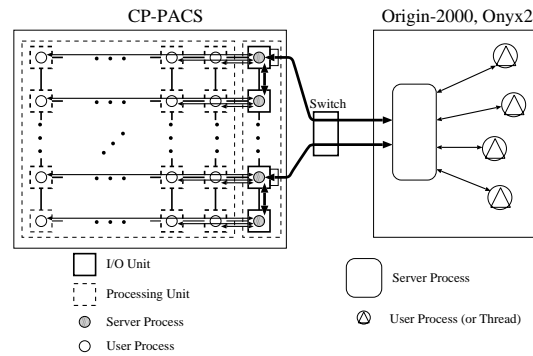 CP-PACS
Origin-2000, Onyx2
Switch
I/O Unit
Processing Unit
Server Process
User Process
Server Process
User Process (or Thread)